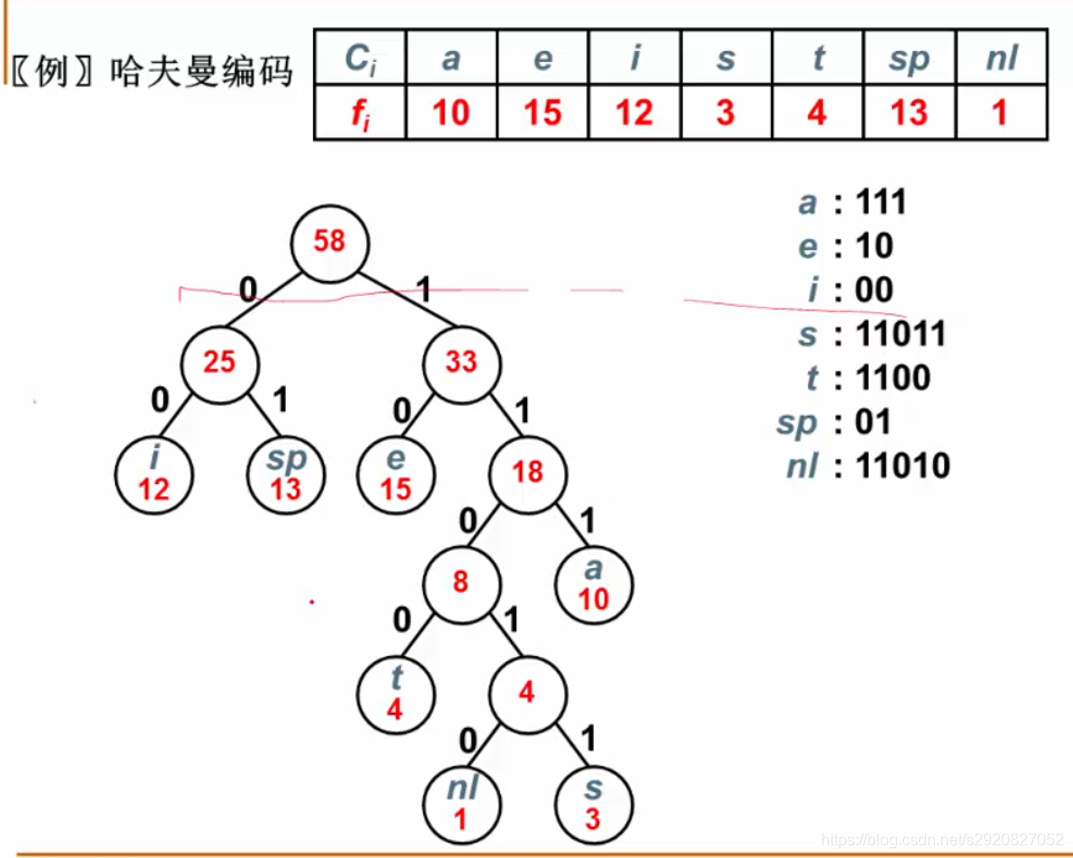 〖例〗哈夫曼编码
Ci a e i s t sp nl
fi 10 15 12 3 4 13 1
a : 111
e : 10
i : 00
s : 11011
t : 1100
sp : 01
nl : 11010
58
0 1
25 33
0 1 0 1
i sp e 18
12 13 15
0 1
8 a
10
0 1
t 4
4
0 1
nl s
1 3
https://blog.csdn.net/s2920827052